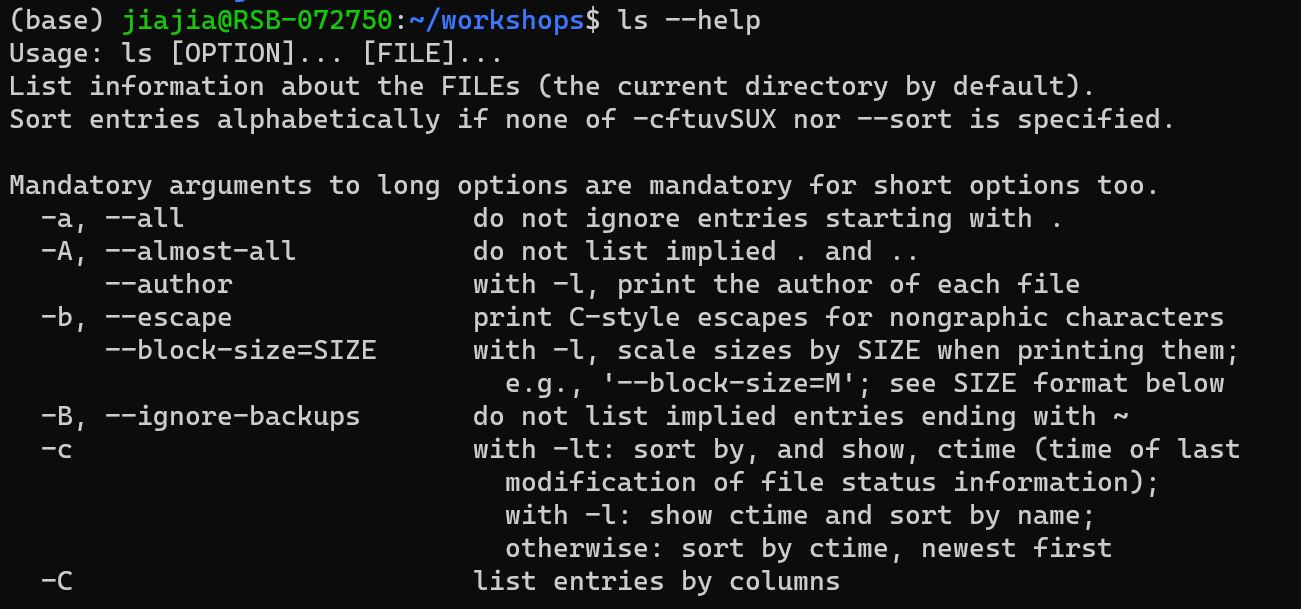 (base) jiajia@RSB-072750:~/workshops$ ls --help
Usage: ls [OPTION]... [FILE]...
List information about the FILEs (the current directory by default).
Sort entries alphabetically if none of -cftuvSUX nor --sort is specified.

Mandatory arguments to long options are mandatory for short options too.
  -a, --all                  do not ignore entries starting with .
  -A, --almost-all           do not list implied . and ..
      --author               with -l, print the author of each file
  -b, --escape               print C-style escapes for nongraphic characters
      --block-size=SIZE      with -l, scale sizes by SIZE when printing them;
                               e.g., '--block-size=M'; see SIZE format below
  -B, --ignore-backups       do not list implied entries ending with ~
  -c                         with -lt: sort by, and show, ctime (time of last
                               modification of file status information);
                               with -l: show ctime and sort by name;
                               otherwise: sort by ctime, newest first
  -C                         list entries by columns